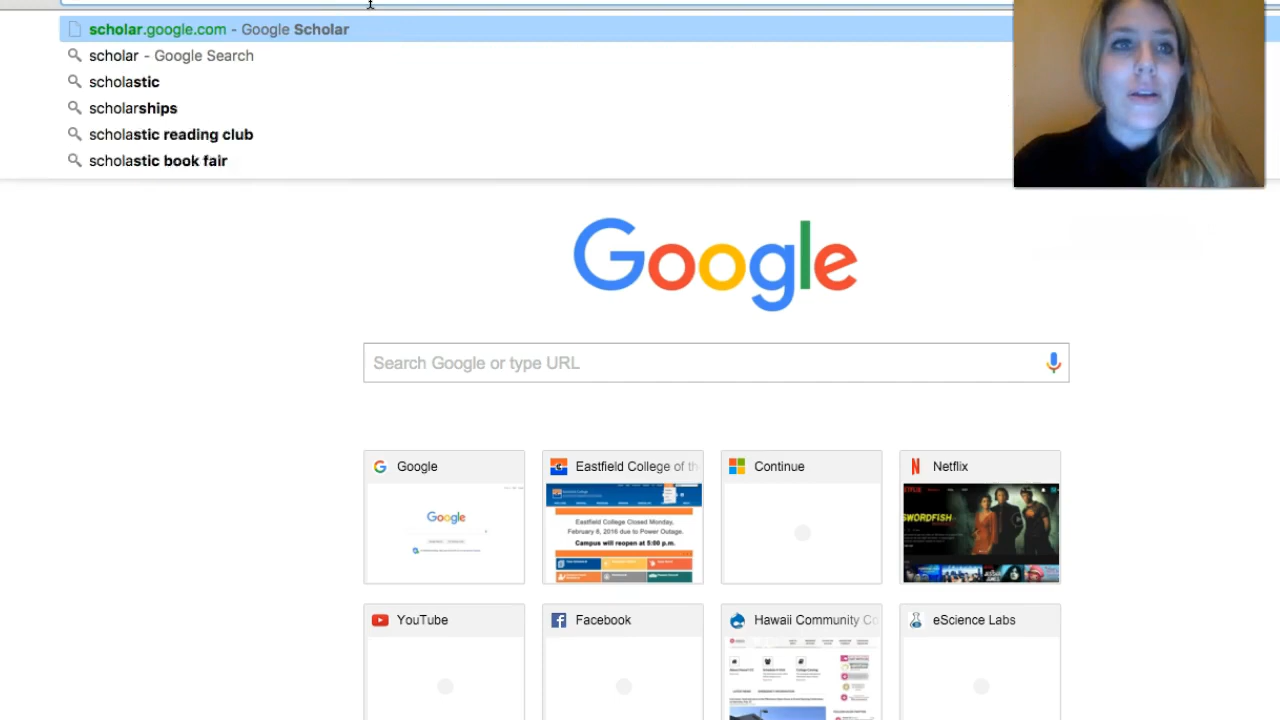 scholar.google.com - Google Scholar
scholar - Google Search
scholastic
scholarships
scholastic reading club
scholastic book fair
Google
Search Google or type URL
Google
Eastfield College of th
Continue
Netflix
Google
Eastfield College Closed Monday,
February 8, 2016 due to Power Outage.
Campus will reopen at 5:00 p.m.
SWORDFISH
YouTube
Facebook
Hawaii Community Co
eScience Labs